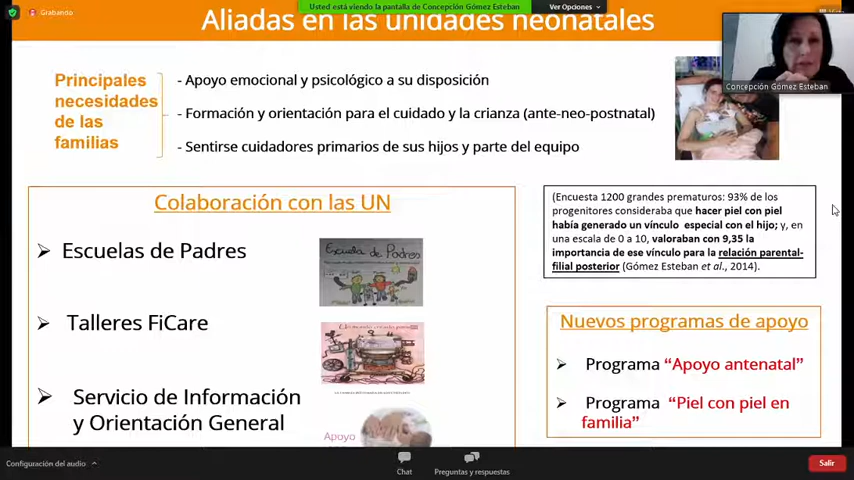 Grabando
Usted está viendo la pantalla de Concepción Gómez Esteban
Ver Opciones
Aliadas en las unidades neonatales
Concepción Gómez Esteban
Principales
necesidades
de las
familias
- Apoyo emocional y psicológico a su disposición
- Formación y orientación para el cuidado y la crianza (ante-neo-postnatal)
- Sentirse cuidadores primarios de sus hijos y parte del equipo
Colaboración con las UN
Escuelas de Padres
Talleres FiCare
Servicio de Información
y Orientación General
Escuela de Padres
Apoyo
(Encuesta 1200 grandes prematuros: 93% de los
progenitores consideraba que hacer piel con piel
había generado un vínculo especial con el hijo; y, en
una escala de 0 a 10, valoraban con 9,35 la
importancia de ese vínculo para la relación parental-
filial posterior (Gómez Esteban et al., 2014).
Nuevos programas de apoyo
Programa “Apoyo antenatal”
Programa “Piel con piel en
familia”
Configuración del audio
Chat
Preguntas y respuestas
Salir